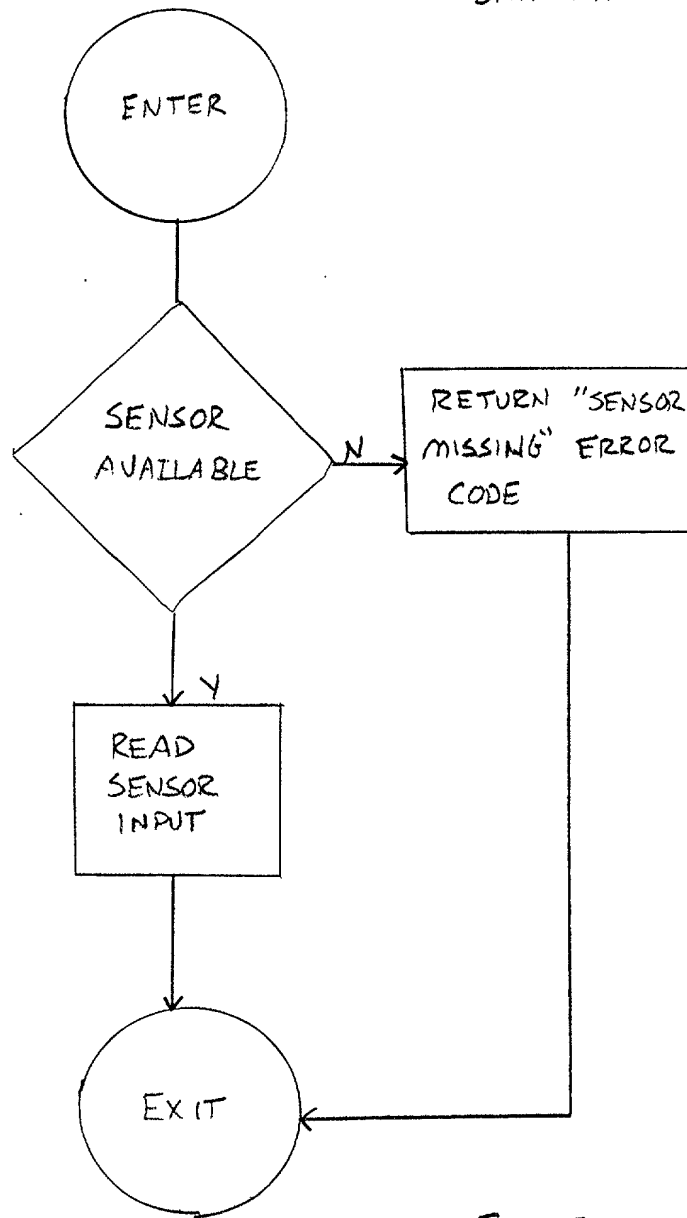 ENTER
SENSOR
AVAILABLE
N
RETURN "SENSOR
MISSING" ERROR
CODE
Y
READ
SENSOR
INPUT
EXIT